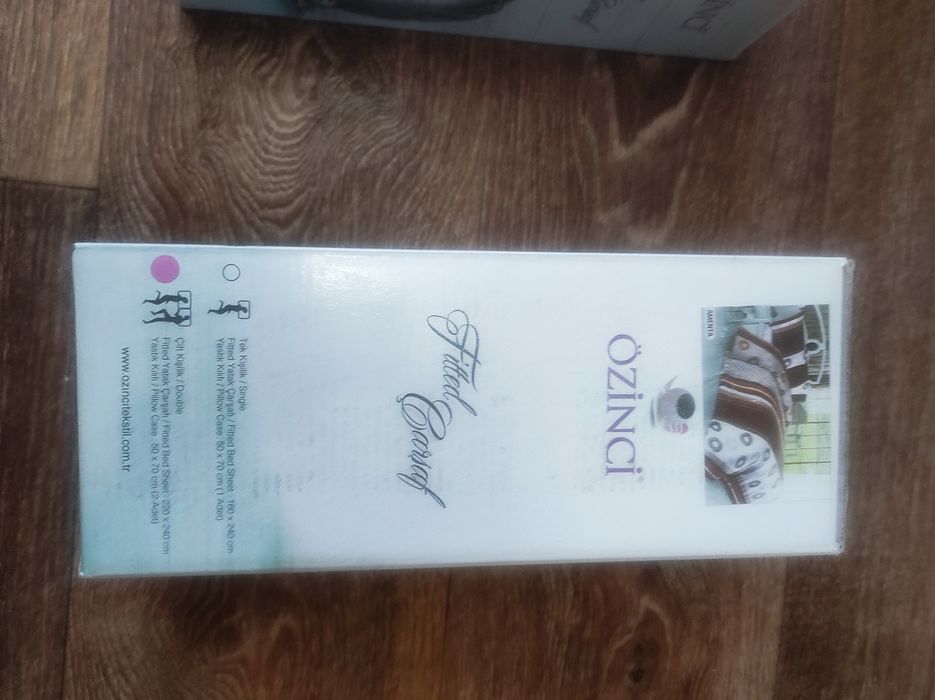 AMENTA
ÖZİNCİ
Fitted Çarşaf
Tek Kişilik / Single
Fitted Yatak Çarşafı / Fitted Bed Sheet : 160 x 240 cm
Yastık Kılıfı / Pillow Case : 50 x 70 cm (1 Adet)
Çift Kişilik / Double
Fitted Yatak Çarşafı / Fitted Bed Sheet : 220 x 240 cm
Yastık Kılıfı / Pillow Case : 50 x 70 cm (2 Adet)
www.ozincitekstil.com.tr
ÖZİNCİ